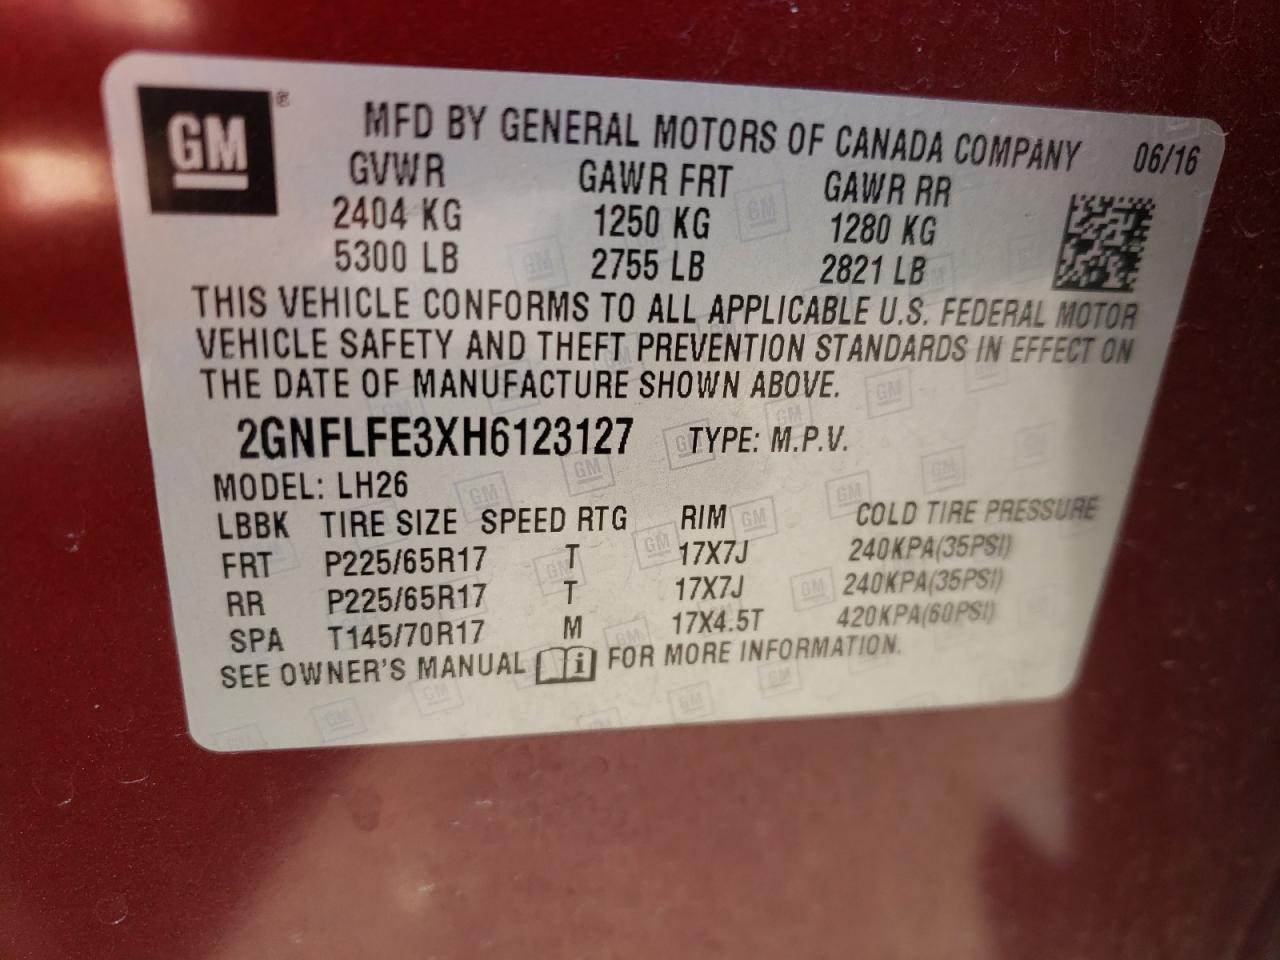 GM ®
MFD BY GENERAL MOTORS OF CANADA COMPANY 06/16
GVWR GAWR FRT GAWR RR
2404 KG 1250 KG 1280 KG
5300 LB 2755 LB 2821 LB
THIS VEHICLE CONFORMS TO ALL APPLICABLE U.S. FEDERAL MOTOR
VEHICLE SAFETY AND THEFT PREVENTION STANDARDS IN EFFECT ON
THE DATE OF MANUFACTURE SHOWN ABOVE.
2GNFLFE3XH6123127 TYPE: M.P.V.
MODEL: LH26
LBBK TIRE SIZE SPEED RTG RIM COLD TIRE PRESSURE
FRT P225/65R17 T 17X7J 240KPA(35PSI)
RR P225/65R17 T 17X7J 240KPA(35PSI)
SPA T145/70R17 M 17X4.5T 420KPA(60PSI)
SEE OWNER'S MANUAL i FOR MORE INFORMATION.